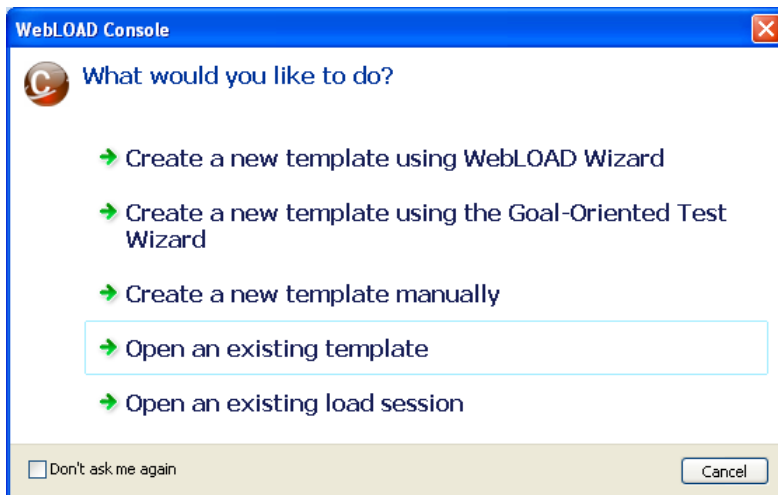 WebLOAD Console
What would you like to do?
Create a new template using WebLOAD Wizard
Create a new template using the Goal-Oriented Test
Wizard
Create a new template manually
Open an existing template
Open an existing load session
Don't ask me again
Cancel